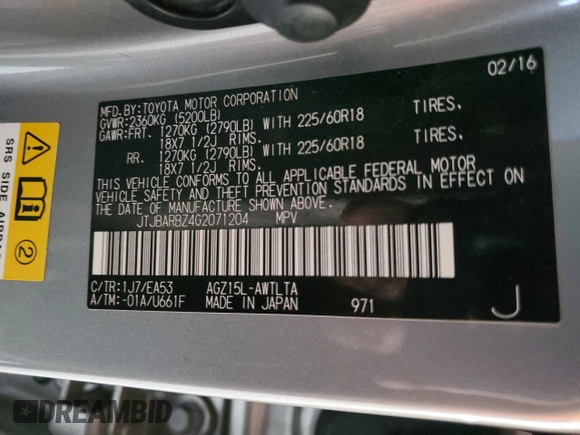 02/16
MFD.BY:TOYOTA MOTOR CORPORATION
GVWR:2360KG (5200LB)
GAWR:FRT. 1270KG (2790LB) WITH 225/60R18 TIRES.
18X7 1/2J RIMS.
RR. 1270KG (2790LB) WITH 225/60R18 TIRES.
18X7 1/2J RIMS.
THIS VEHICLE CONFORMS TO ALL APPLICABLE FEDERAL MOTOR
VEHICLE SAFETY AND THEFT PREVENTION STANDARDS IN EFFECT ON
THE DATE OF MANUFACTURE SHOWN ABOVE.
JTJBARBZ4G2071204 MPV
C/TR:1J7/EA53 AGZ15L-AWTLTA
A/TM:-01A/U661F MADE IN JAPAN 971 J
SRS SIDE
2
DREAMBID